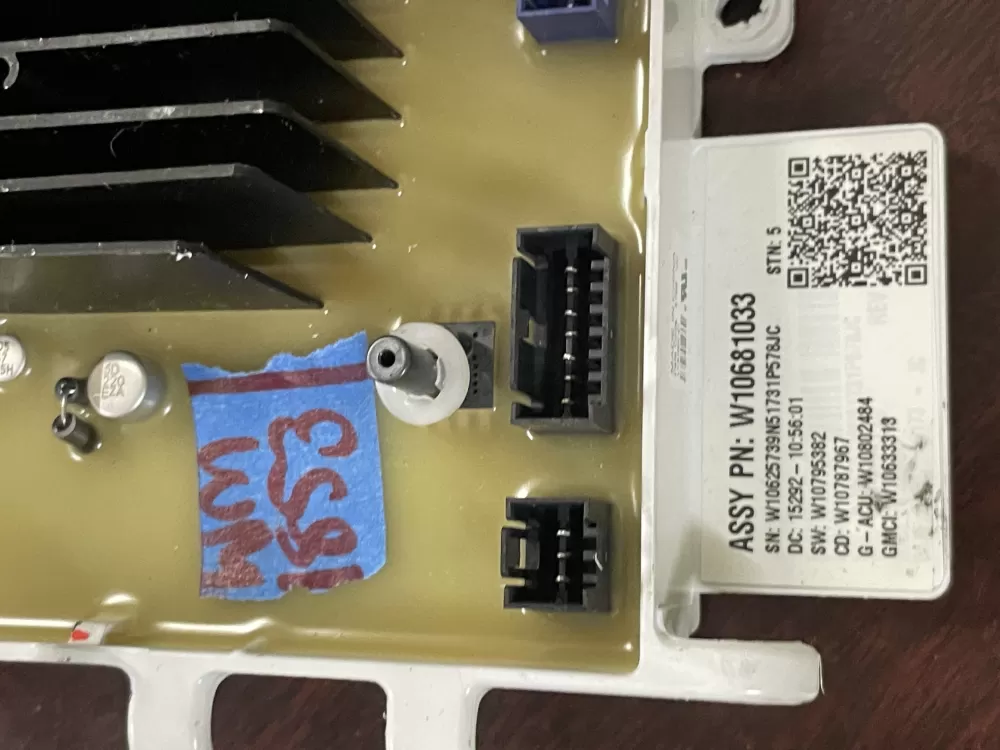 ASSY PN: W10681033
SN: W10625739N51731P578JC
STN: 5
DC: 15292-10:56:01
SW: W10795382
CD: W10787967
G-ACU: W10802484
GMCI: W10633313
WM